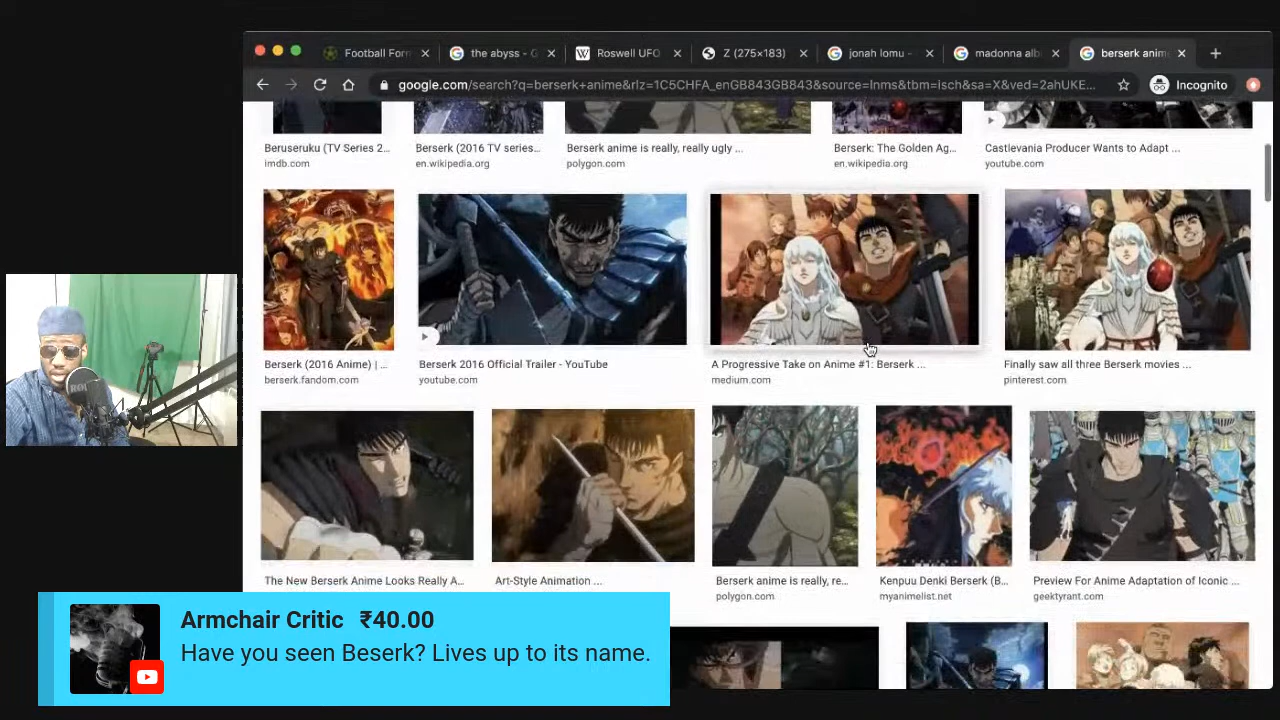 Football Forn
the abyss - G
Roswell UFO
Z (275×183)
jonah lomu -
madonna alb
berserk anim
google.com/search?q=berserk+anime&rlz=1C5CHFA_enGB843GB843&source=lnms&tbm=isch&sa=X&ved=2ahUKE...
Incognito
Beruseruku (TV Series 2...
imdb.com
Berserk (2016 TV series...
en.wikipedia.org
Berserk anime is really, really ugly ...
polygon.com
Berserk: The Golden Ag...
en.wikipedia.org
Castlevania Producer Wants to Adapt ...
youtube.com
Berserk (2016 Anime) | ...
berserk.fandom.com
Berserk 2016 Official Trailer - YouTube
youtube.com
A Progressive Take on Anime #1: Berserk ...
medium.com
Finally saw all three Berserk movies ...
pinterest.com
The New Berserk Anime Looks Really A...
Art-Style Animation ...
Berserk anime is really, re...
polygon.com
Kenpuu Denki Berserk (B...
myanimelist.net
Preview For Anime Adaptation of Iconic ...
geektyrant.com
Armchair Critic ₹40.00
Have you seen Beserk? Lives up to its name.